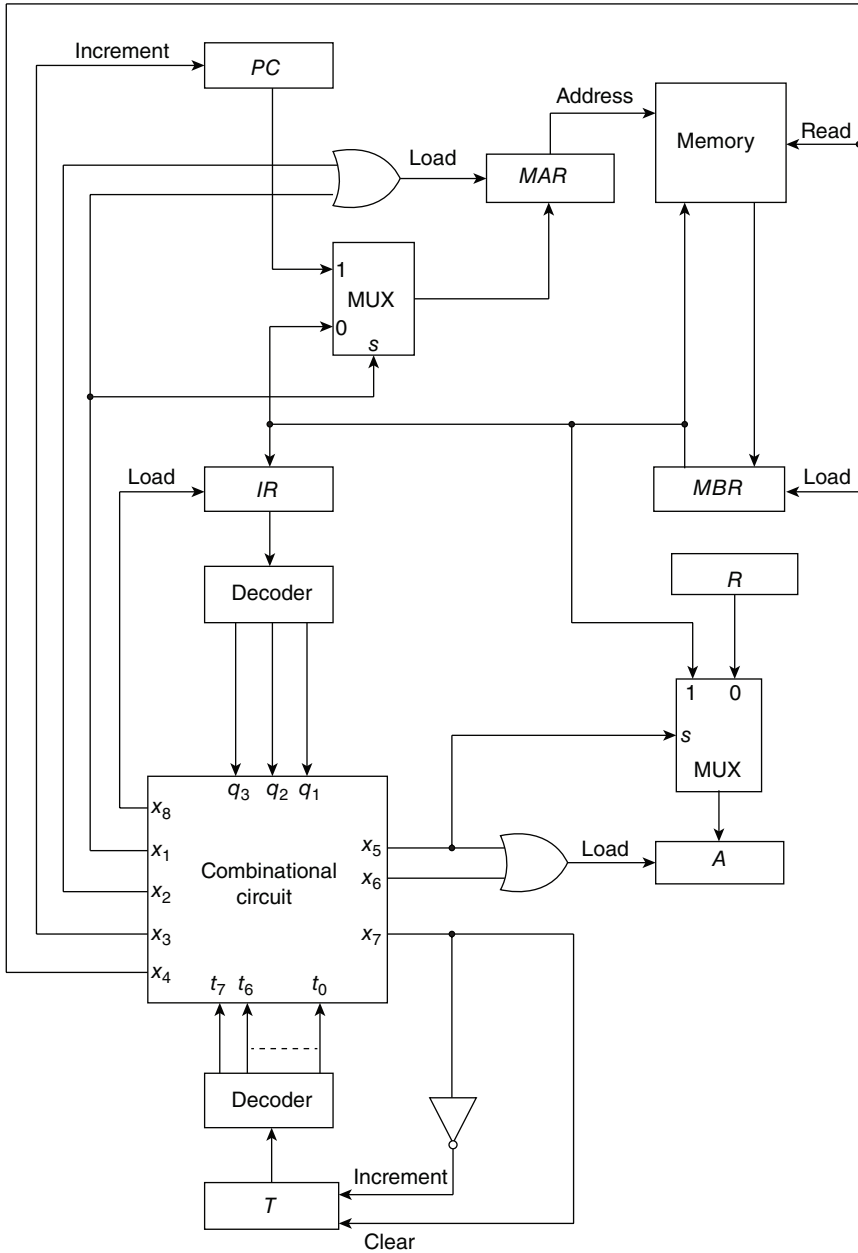 Increment
PC
Address
Memory
Read
Load
MAR
1
MUX
0
s
Load
IR
MBR
Load
Decoder
R
1 0
s
MUX
q3 q2 q1
x8
x1
x2
x3
x4
Combinational
circuit
x5
x6
x7
Load
A
t7 t6 t0
Decoder
Increment
T
Clear